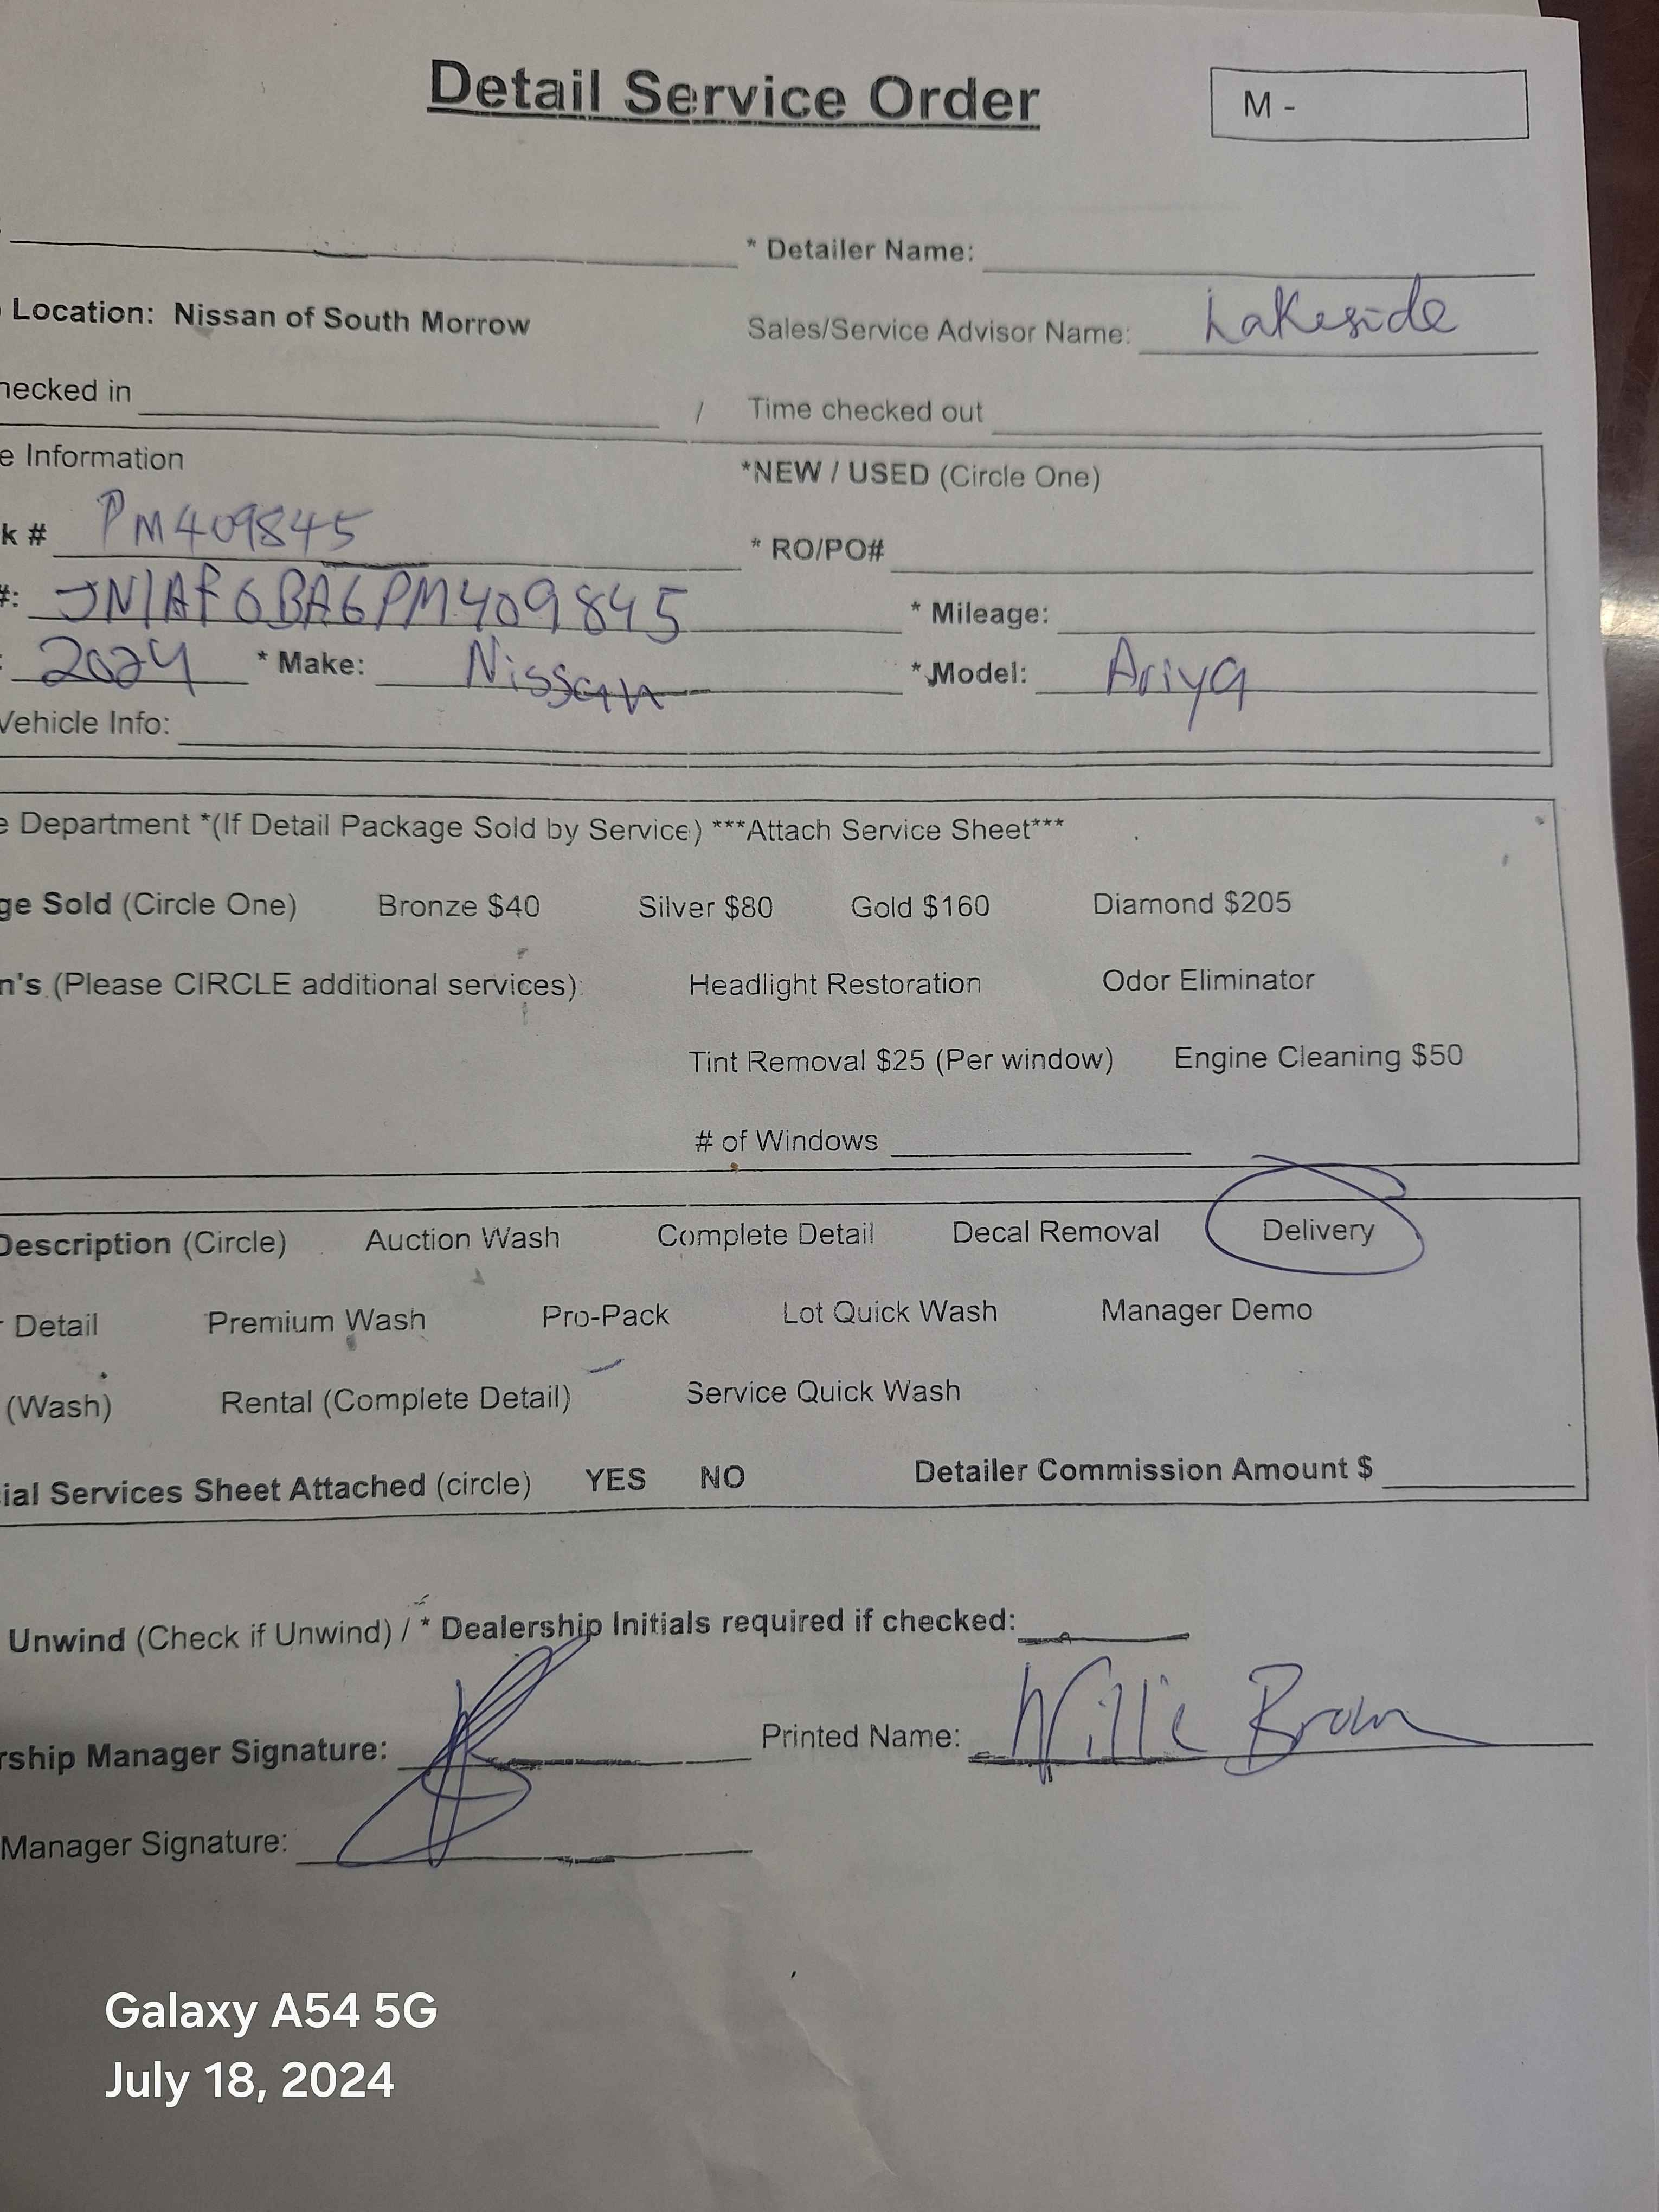 Detail Service Order
M -
* Detailer Name:
Location: Nissan of South Morrow Sales/Service Advisor Name: Lakeside
hecked in / Time checked out
e Information *NEW / USED (Circle One)
k # PM409845 * RO/PO#
#: JN1AF0BA6PM409845 * Mileage:
: 2024 * Make: Nissan * Model: Ariya
Vehicle Info:
e Department *(If Detail Package Sold by Service) ***Attach Service Sheet***
ge Sold (Circle One) Bronze $40 Silver $80 Gold $160 Diamond $205
n's (Please CIRCLE additional services): Headlight Restoration Odor Eliminator
Tint Removal $25 (Per window) Engine Cleaning $50
# of Windows
Description (Circle) Auction Wash Complete Detail Decal Removal Delivery
r Detail Premium Wash Pro-Pack Lot Quick Wash Manager Demo
(Wash) Rental (Complete Detail) Service Quick Wash
ial Services Sheet Attached (circle) YES NO Detailer Commission Amount $
Unwind (Check if Unwind) / * Dealership Initials required if checked:
rship Manager Signature: Printed Name: Willie Brown
Manager Signature:
Galaxy A54 5G
July 18, 2024